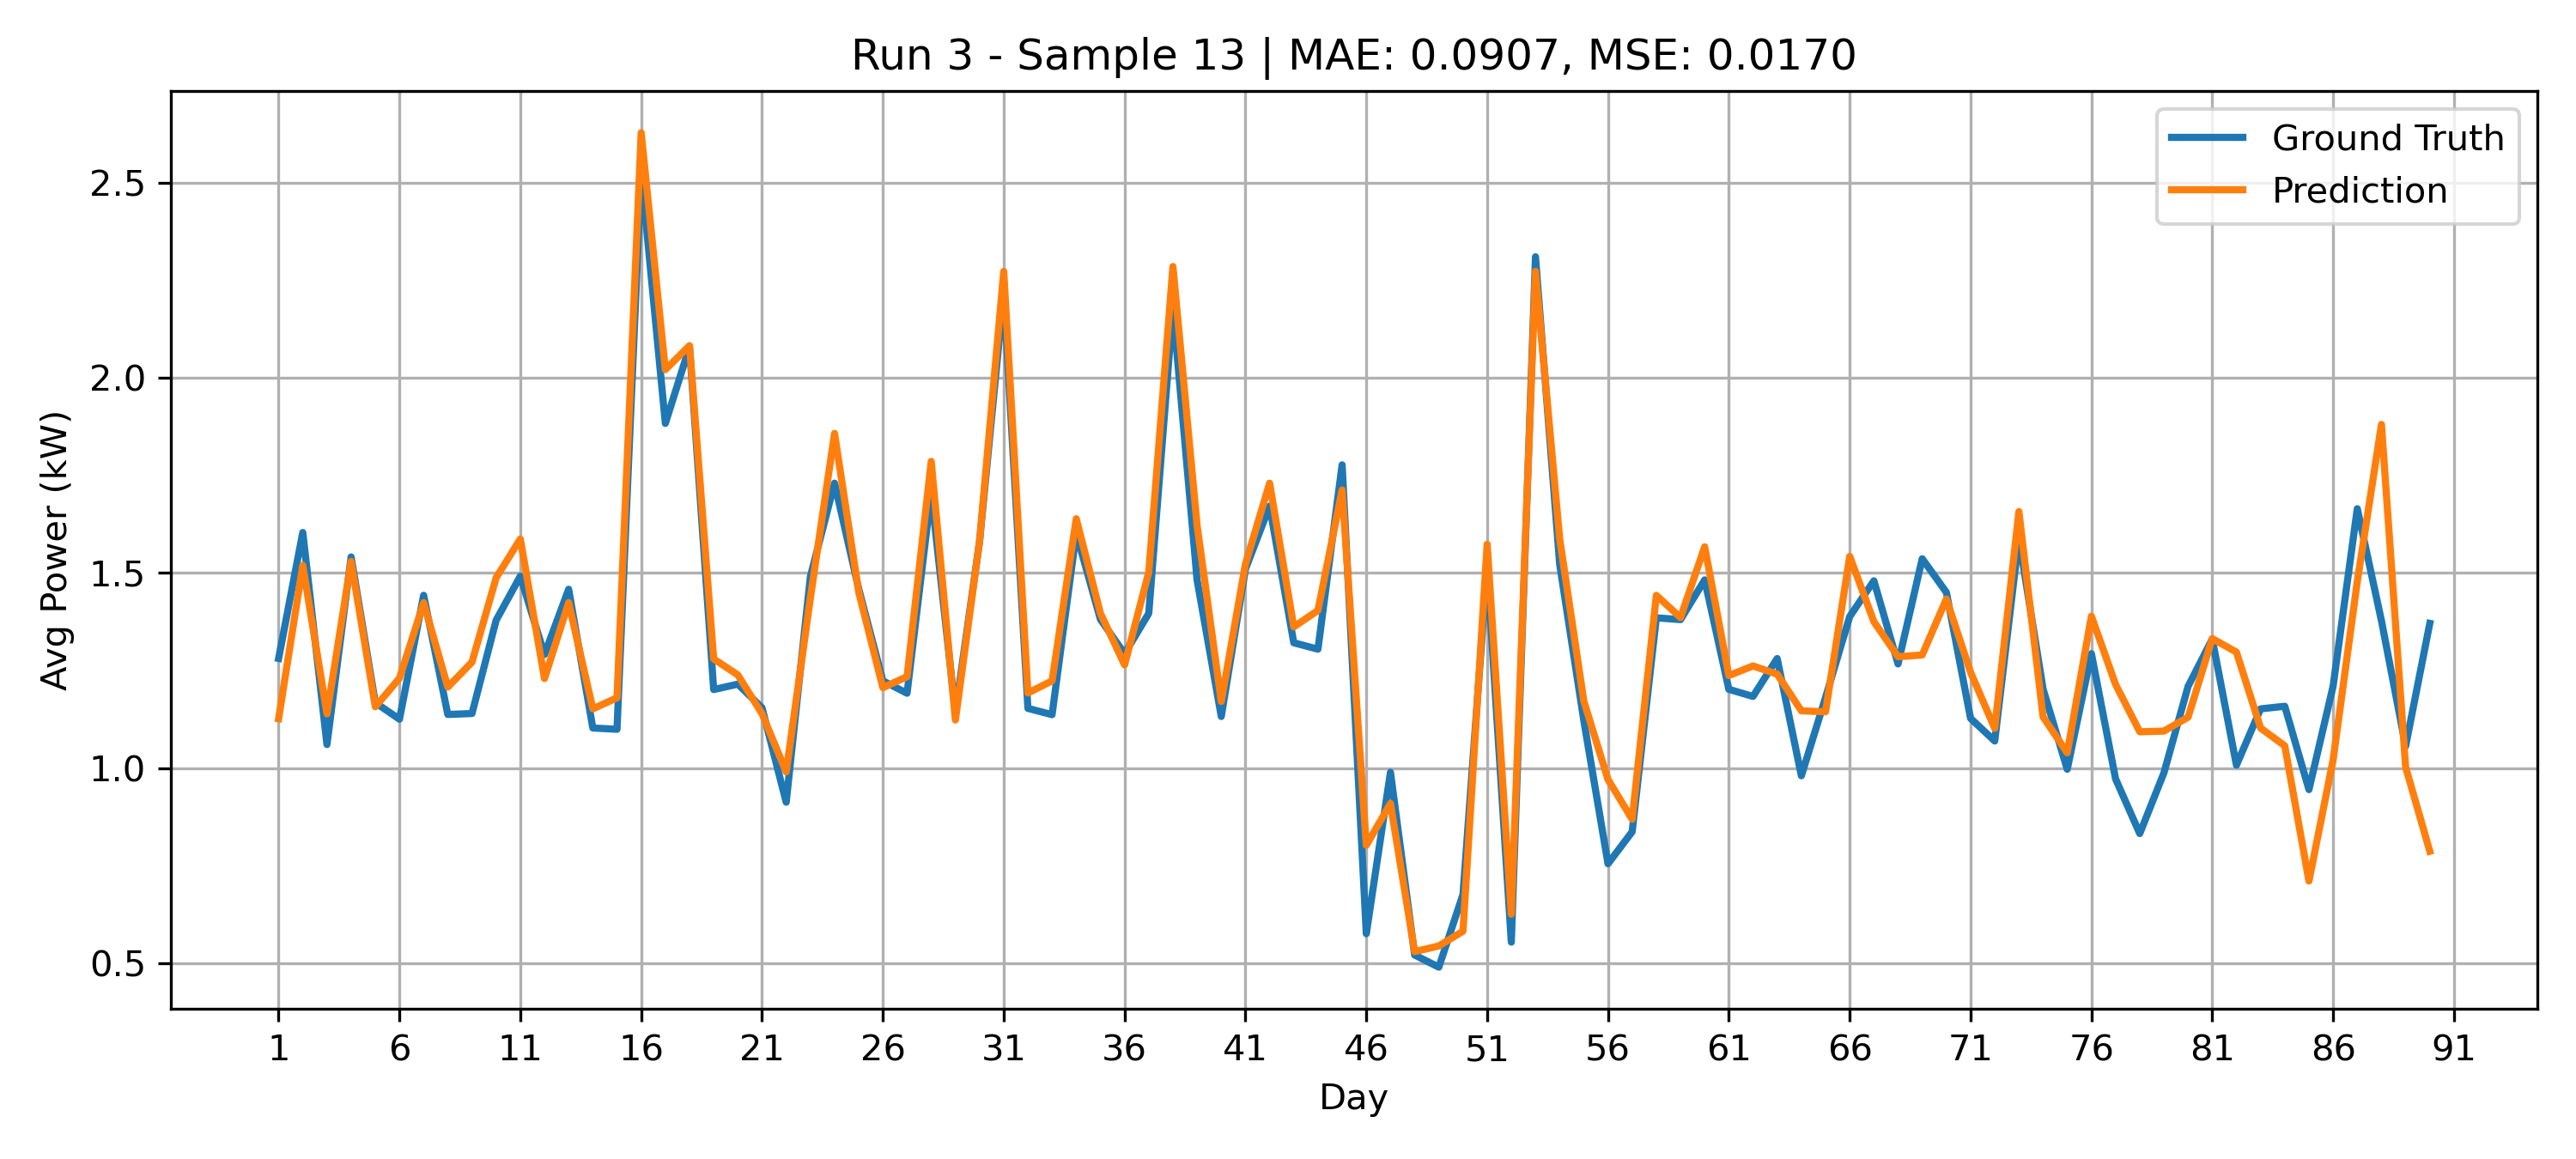 Run 3 - Sample 13 | MAE: 0.0907, MSE: 0.0170
Ground Truth
Prediction
Avg Power (kW)
2.5
2.0
1.5
1.0
0.5
1 6 11 16 21 26 31 36 41 46 51 56 61 66 71 76 81 86 91
Day